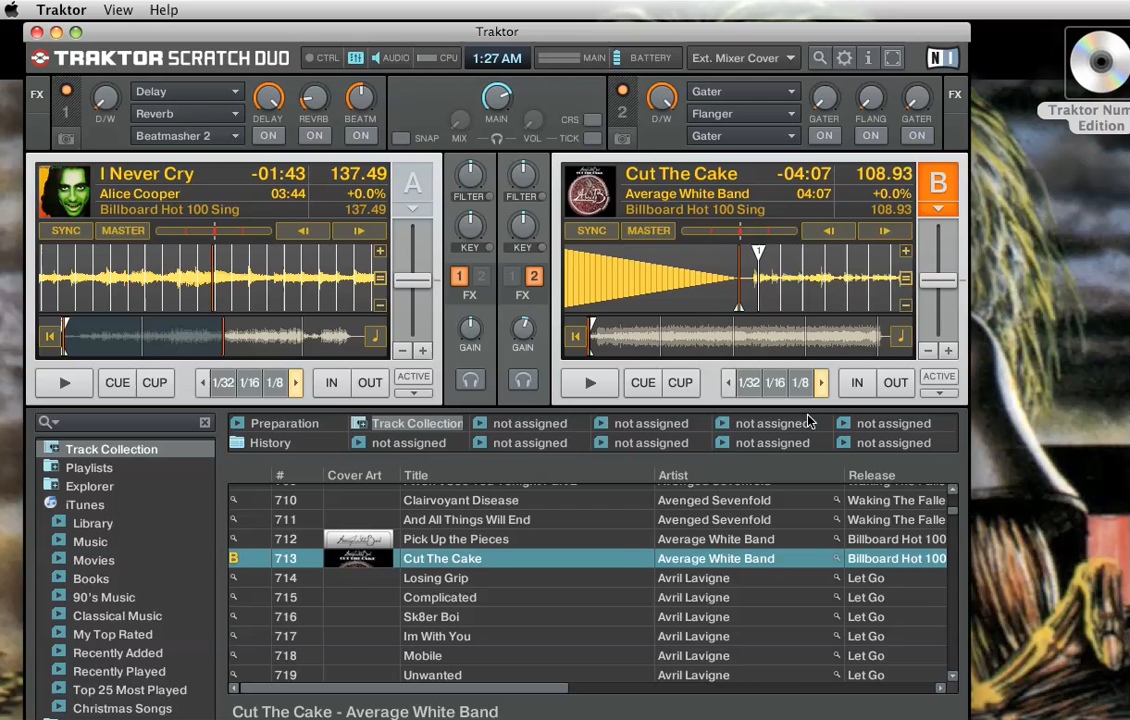 Traktor View Help
Traktor
TRAKTOR SCRATCH DUO CTRL AUDIO CPU 1:27 AM MAIN BATTERY Ext. Mixer Cover
Traktor Num
Edition
FX 1 D/W Delay Reverb Beatmasher 2 DELAY REVRB BEATM ON ON ON
SNAP MIX MAIN VOL CRS TICK
2 D/W Gater Flanger Gater GATER FLANG GATER ON ON ON FX
I Never Cry -01:43 137.49 A
Alice Cooper 03:44 +0.0%
Billboard Hot 100 Sing 137.49
SYNC MASTER
FILTER FILTER
KEY KEY
1 2 1 2
FX FX
GAIN GAIN
Cut The Cake -04:07 108.93 B
Average White Band 04:07 +0.0%
Billboard Hot 100 Sing 108.93
SYNC MASTER
1
CUE CUP 1/32 1/16 1/8 IN OUT ACTIVE
CUE CUP 1/32 1/16 1/8 IN OUT ACTIVE
Preparation Track Collection not assigned not assigned not assigned not assigned
History not assigned not assigned not assigned not assigned not assigned
Track Collection
Playlists
Explorer
iTunes
Library
Music
Movies
Books
90's Music
Classical Music
My Top Rated
Recently Added
Recently Played
Top 25 Most Played
Christmas Songs
# Cover Art Title Artist Release
710 Clairvoyant Disease Avenged Sevenfold Waking The Falle
711 And All Things Will End Avenged Sevenfold Waking The Falle
712 Pick Up the Pieces Average White Band Billboard Hot 100
B 713 Cut The Cake Average White Band Billboard Hot 100
714 Losing Grip Avril Lavigne Let Go
715 Complicated Avril Lavigne Let Go
716 Sk8er Boi Avril Lavigne Let Go
717 Im With You Avril Lavigne Let Go
718 Mobile Avril Lavigne Let Go
719 Unwanted Avril Lavigne Let Go
Cut The Cake - Average White Band